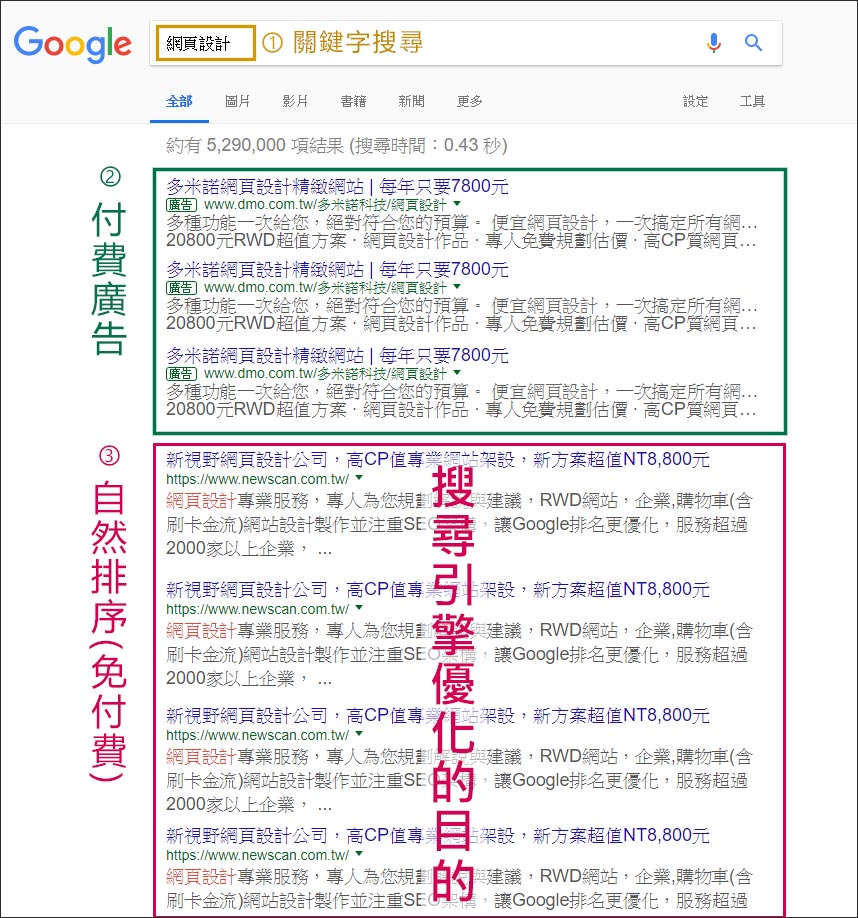 Google
網頁設計 ① 關鍵字搜尋
全部 圖片 影片 書籍 新聞 更多 設定 工具
約有 5,290,000 項結果 (搜尋時間：0.43 秒)
②付費廣告
多米諾網頁設計精緻網站 | 每年只要7800元
廣告 www.dmo.com.tw/多米諾科技/網頁設計
多種功能一次給您，絕對符合您的預算。 便宜網頁設計，一次搞定所有網…
20800元RWD超值方案 · 網頁設計作品 · 專人免費規劃估價 · 高CP質網頁…
多米諾網頁設計精緻網站 | 每年只要7800元
廣告 www.dmo.com.tw/多米諾科技/網頁設計
多種功能一次給您，絕對符合您的預算。 便宜網頁設計，一次搞定所有網…
20800元RWD超值方案 · 網頁設計作品 · 專人免費規劃估價 · 高CP質網頁…
多米諾網頁設計精緻網站 | 每年只要7800元
廣告 www.dmo.com.tw/多米諾科技/網頁設計
多種功能一次給您，絕對符合您的預算。 便宜網頁設計，一次搞定所有網…
20800元RWD超值方案 · 網頁設計作品 · 專人免費規劃估價 · 高CP質網頁…
③自然排序(免付費)
搜尋引擎優化的目的
新視野網頁設計公司，高CP值專業網站架設，新方案超值NT8,800元
https://www.newscan.com.tw/
網頁設計專業服務，專人為您規劃解說與建議，RWD網站，企業,購物車(含
刷卡金流)網站設計製作並注重SEO架構，讓Google排名更優化，服務超過
2000家以上企業， ...
新視野網頁設計公司，高CP值專業網站架設，新方案超值NT8,800元
https://www.newscan.com.tw/
網頁設計專業服務，專人為您規劃解說與建議，RWD網站，企業,購物車(含
刷卡金流)網站設計製作並注重SEO架構，讓Google排名更優化，服務超過
2000家以上企業， ...
新視野網頁設計公司，高CP值專業網站架設，新方案超值NT8,800元
https://www.newscan.com.tw/
網頁設計專業服務，專人為您規劃解說與建議，RWD網站，企業,購物車(含
刷卡金流)網站設計製作並注重SEO架構，讓Google排名更優化，服務超過
2000家以上企業， ...
新視野網頁設計公司，高CP值專業網站架設，新方案超值NT8,800元
https://www.newscan.com.tw/
網頁設計專業服務，專人為您規劃解說與建議，RWD網站，企業,購物車(含
刷卡金流)網站設計製作並注重SEO架構，讓Google排名更優化，服務超過